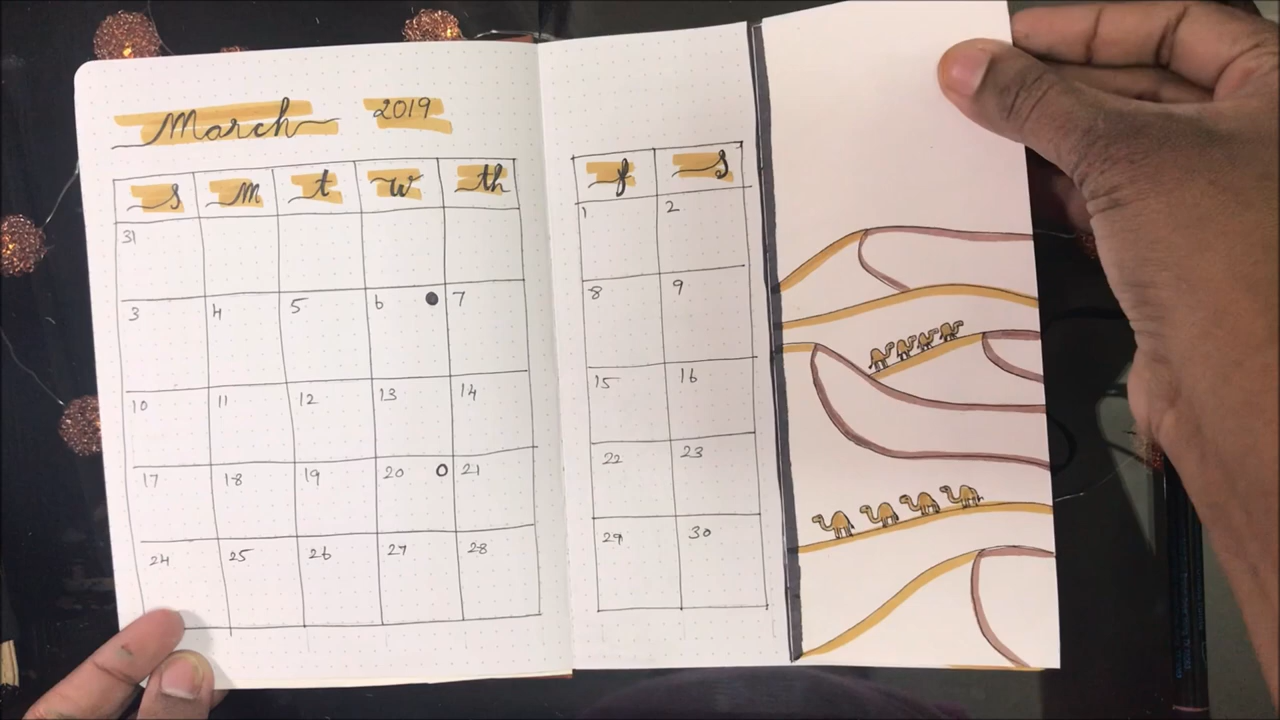 March 2019
s m t w th f s
31 1 2
3 4 5 6 7 8 9
10 11 12 13 14 15 16
17 18 19 20 21 22 23
24 25 26 27 28 29 30